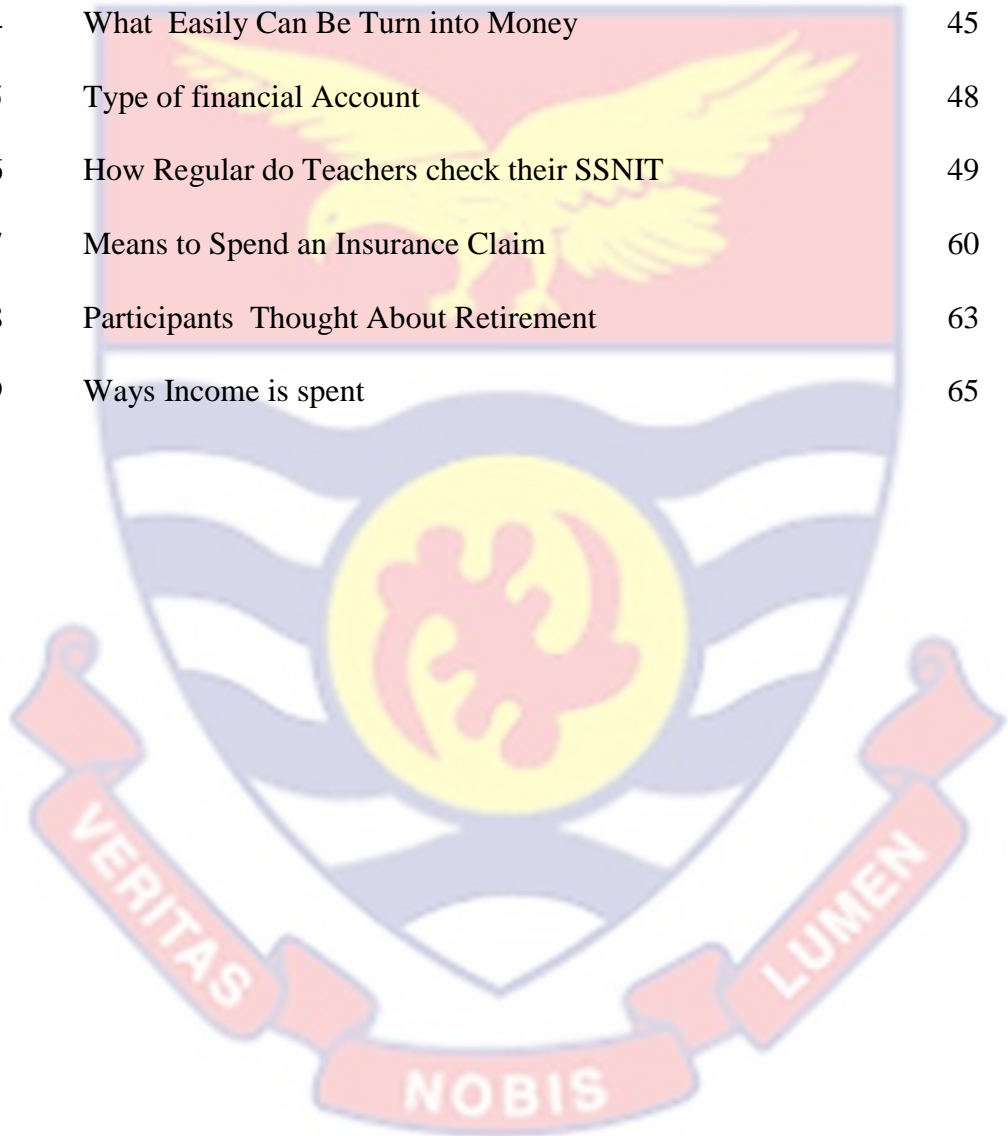 What Easily Can Be Turn into Money 45
Type of financial Account 48
How Regular do Teachers check their SSNIT 49
Means to Spend an Insurance Claim 60
Participants Thought About Retirement 63
Ways Income is spent 65
VERITAS
NOBIS
LUMEN